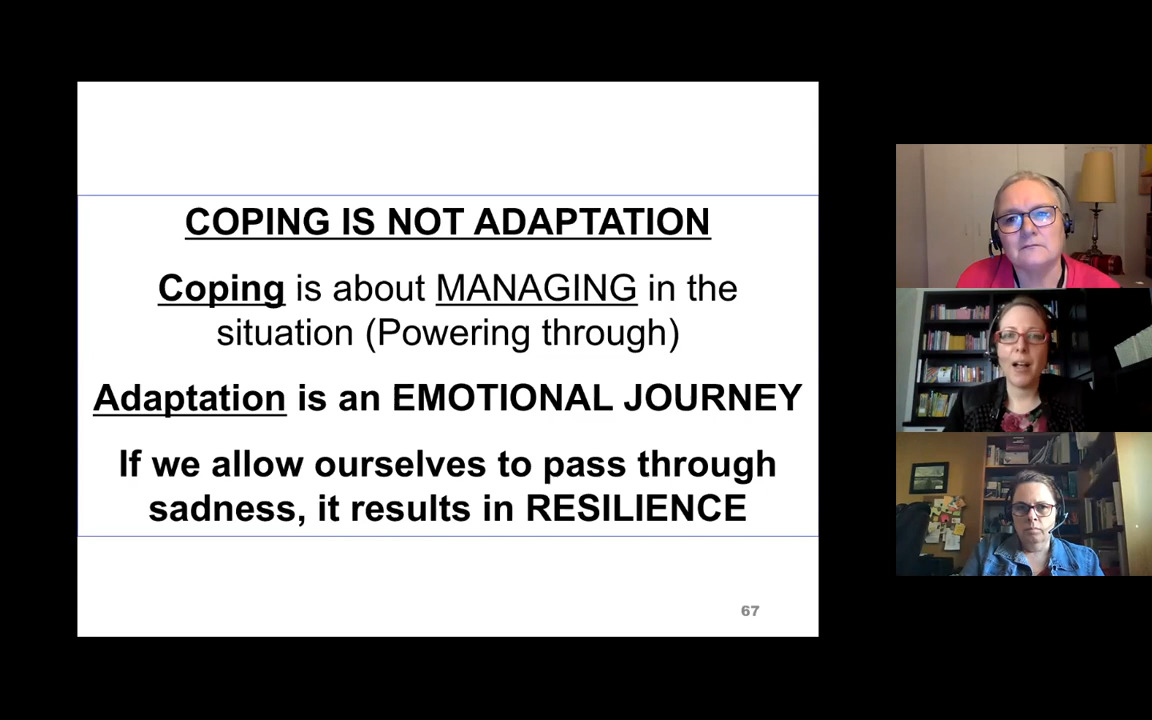 COPING IS NOT ADAPTATION
Coping is about MANAGING in the
situation (Powering through)
Adaptation is an EMOTIONAL JOURNEY
If we allow ourselves to pass through
sadness, it results in RESILIENCE
67